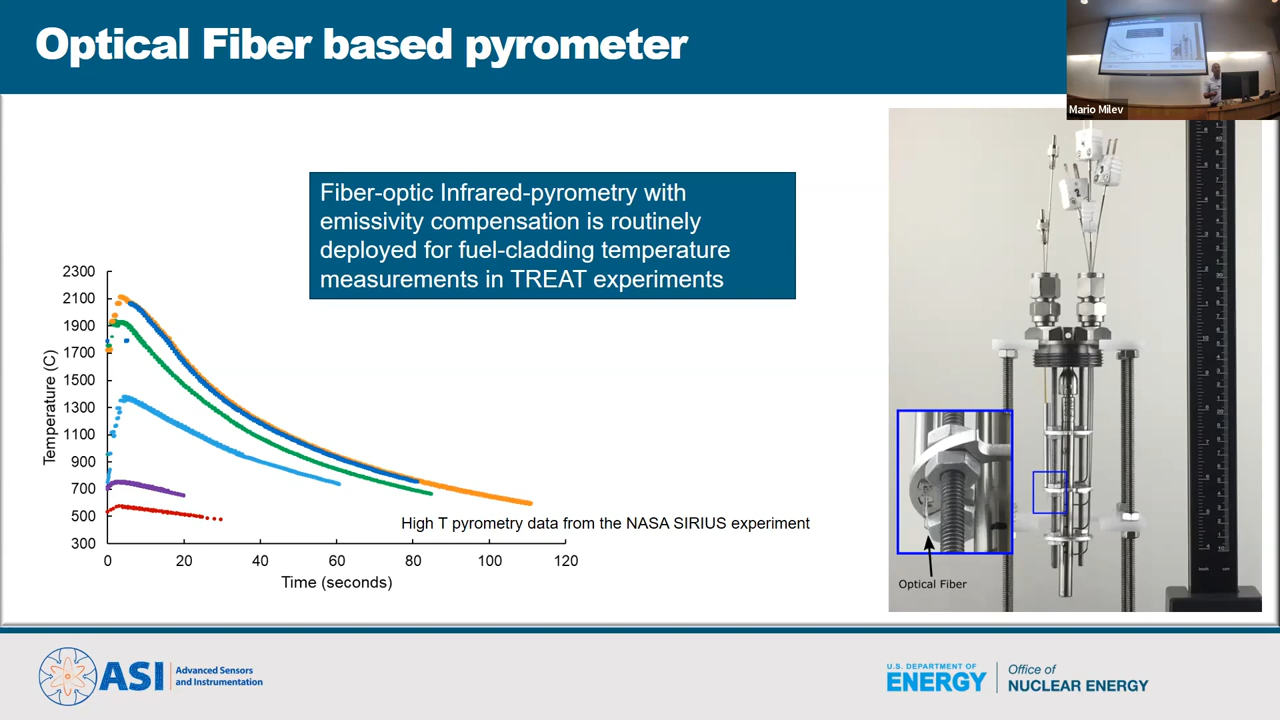 Optical Fiber based pyrometer
Mario Milev
Fiber-optic Infrared-pyrometry with
emissivity compensation is routinely
deployed for fuel-cladding temperature
measurements in TREAT experiments
Temperature (C)
2300
2100
1900
1700
1500
1300
1100
900
700
500
300
0 20 40 60 80 100 120
Time (seconds)
High T pyrometry data from the NASA SIRIUS experiment
Optical Fiber
ASI
Advanced Sensors
and Instrumentation
U.S. DEPARTMENT OF
ENERGY
Office of
NUCLEAR ENERGY